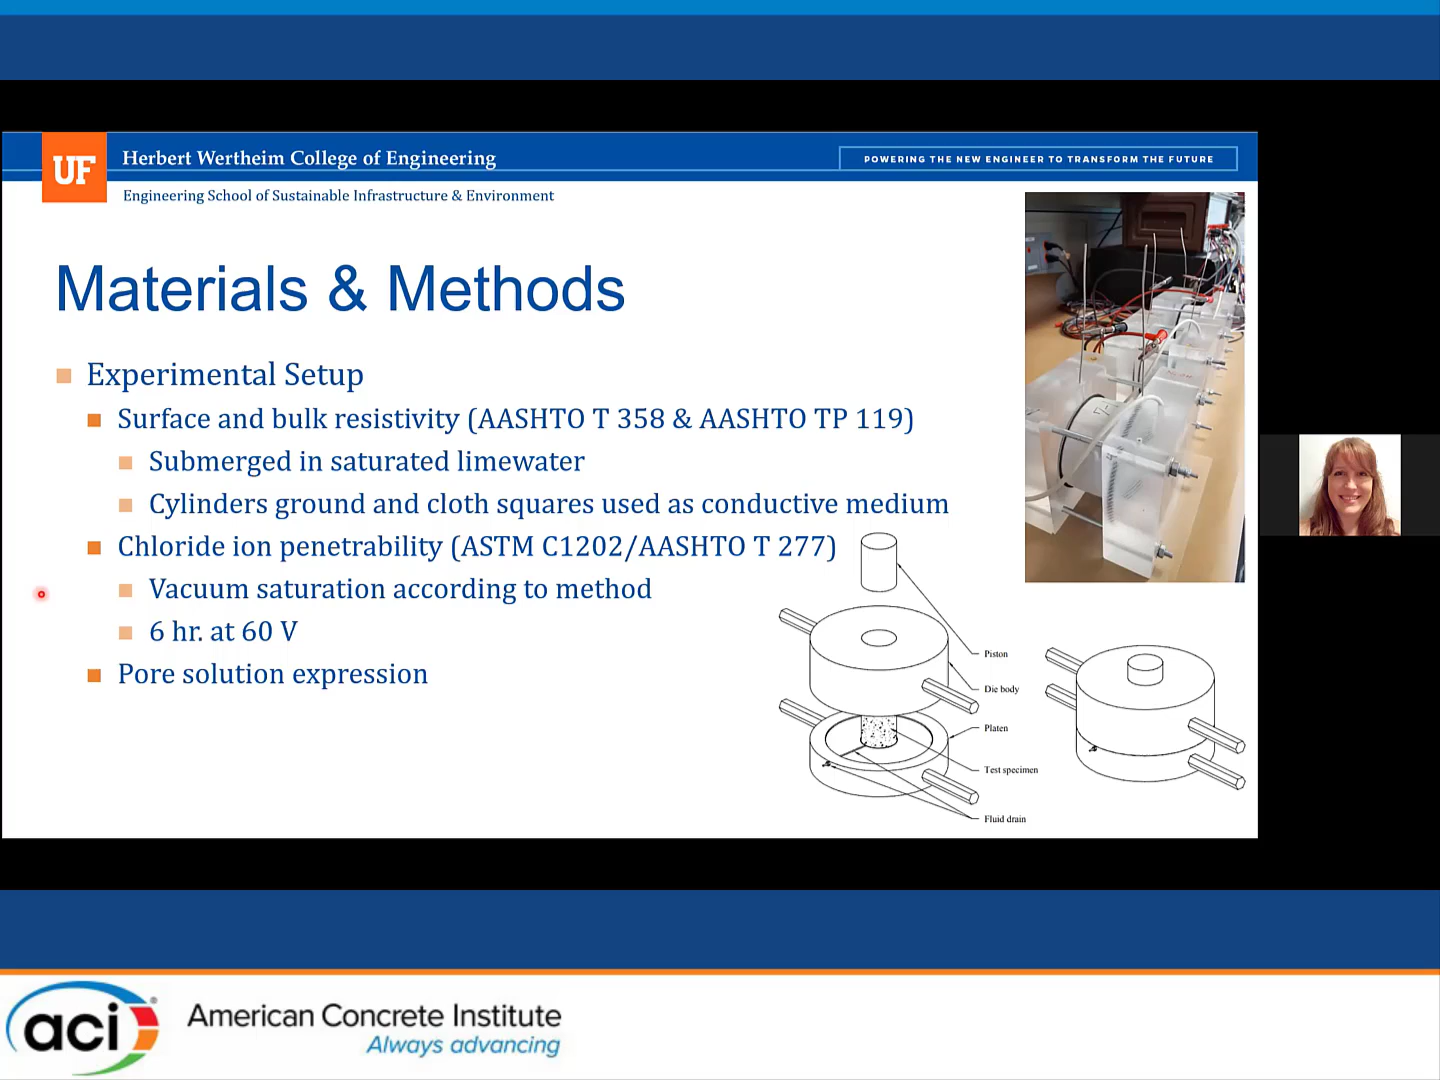 UF
Herbert Wertheim College of Engineering
POWERING THE NEW ENGINEER TO TRANSFORM THE FUTURE
Engineering School of Sustainable Infrastructure & Environment
Materials & Methods
Experimental Setup
Surface and bulk resistivity (AASHTO T 358 & AASHTO TP 119)
Submerged in saturated limewater
Cylinders ground and cloth squares used as conductive medium
Chloride ion penetrability (ASTM C1202/AASHTO T 277)
Vacuum saturation according to method
6 hr. at 60 V
Pore solution expression
Piston
Die body
Platen
Test specimen
Fluid drain
aci
American Concrete Institute
Always advancing